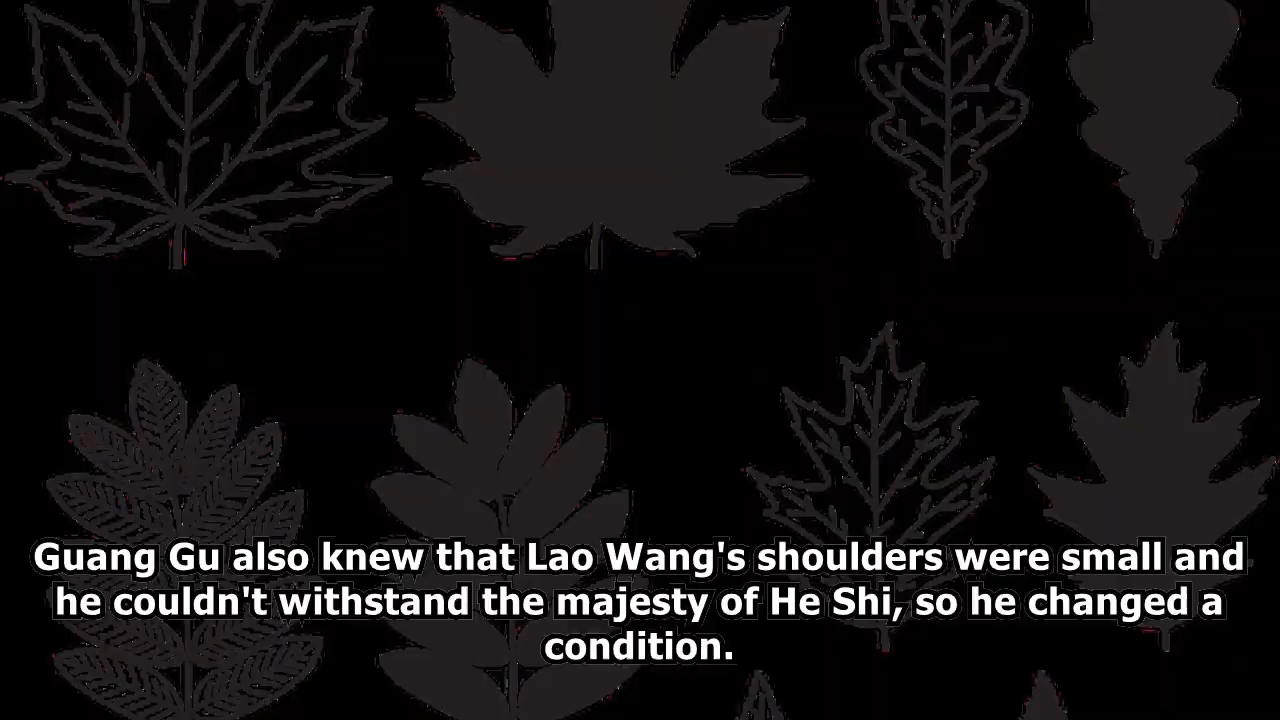 Guang Gu also knew that Lao Wang's shoulders were small and
he couldn't withstand the majesty of He Shi, so he changed a
condition.